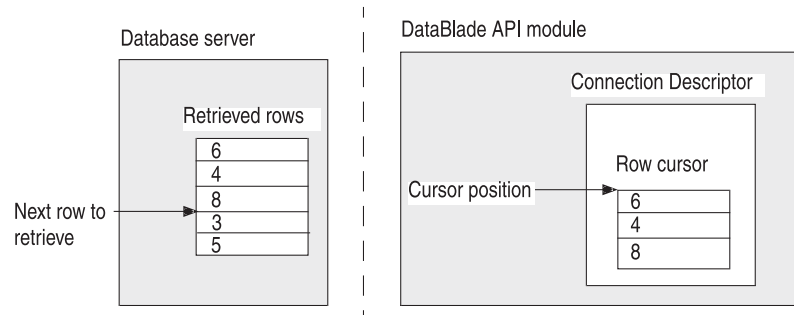 Database server
Retrieved rows
6
4
8
3
5
Next row to
retrieve
DataBlade API module
Connection Descriptor
Row cursor
Cursor position
6
4
8